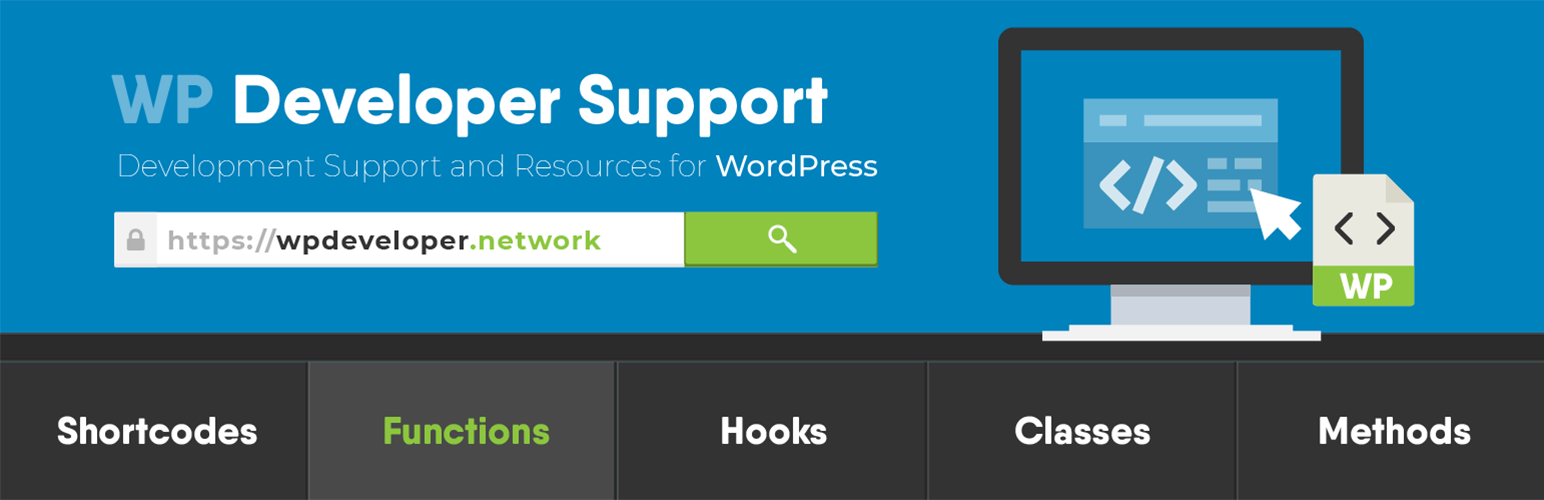 WP Developer Support
Development Support and Resources for WordPress
https://wpdeveloper.network
</>
< >
WP
Shortcodes
Functions
Hooks
Classes
Methods